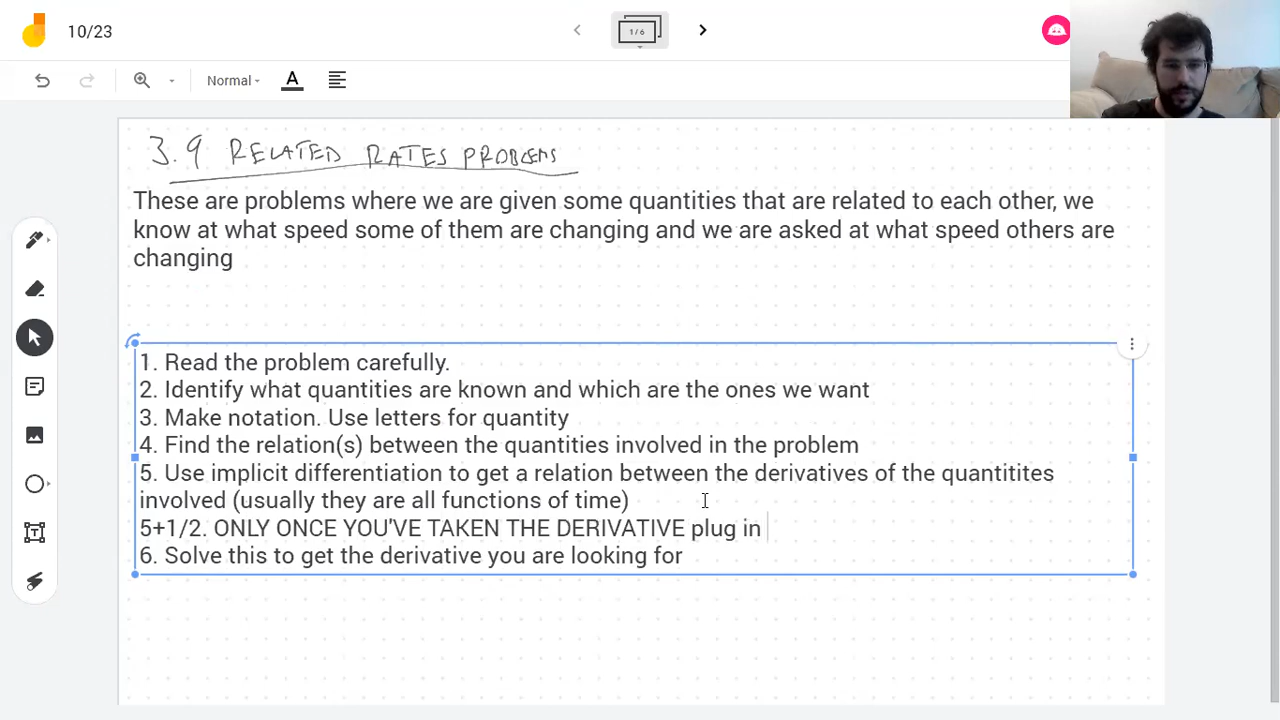 10/23
1/6
Normal
3.9 RELATED RATES PROBLEMS
These are problems where we are given some quantities that are related to each other, we
know at what speed some of them are changing and we are asked at what speed others are
changing
1. Read the problem carefully.
2. Identify what quantities are known and which are the ones we want
3. Make notation. Use letters for quantity
4. Find the relation(s) between the quantities involved in the problem
5. Use implicit differentiation to get a relation between the derivatives of the quantitites
involved (usually they are all functions of time)
5+1/2. ONLY ONCE YOU'VE TAKEN THE DERIVATIVE plug in
6. Solve this to get the derivative you are looking for